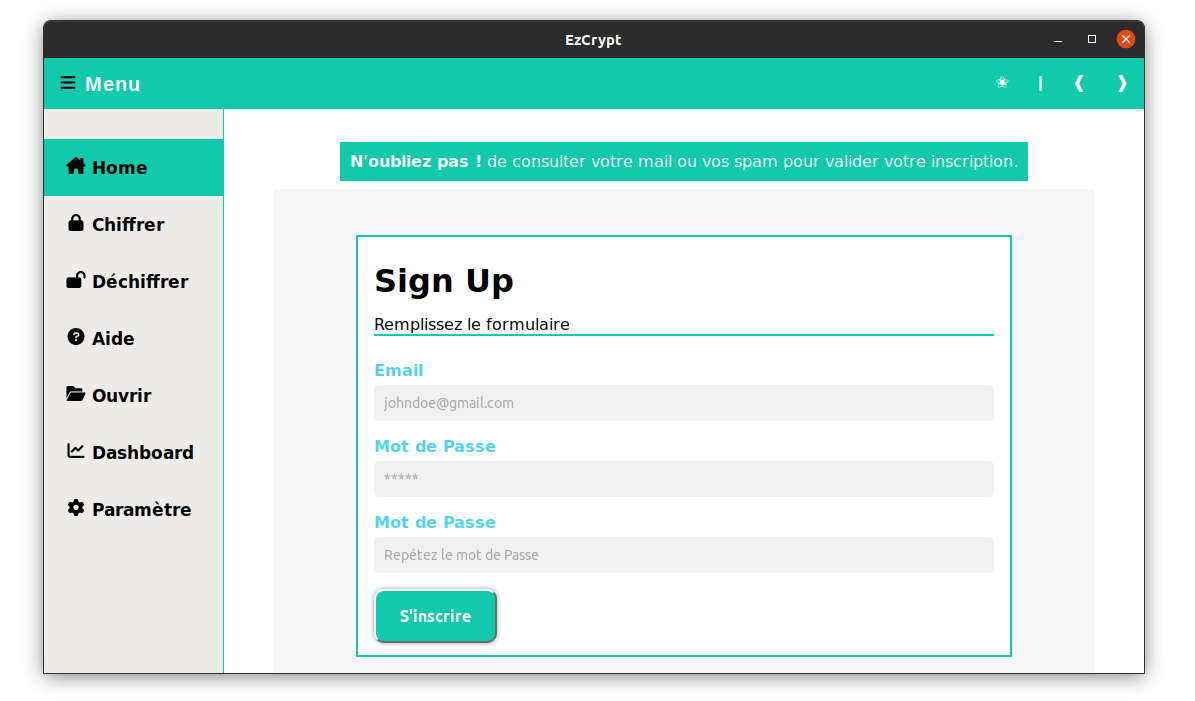 EzCrypt
Menu
Home
Chiffrer
Déchiffrer
Aide
Ouvrir
Dashboard
Paramètre
N'oubliez pas ! de consulter votre mail ou vos spam pour valider votre inscription.
Sign Up
Remplissez le formulaire
Email
johndoe@gmail.com
Mot de Passe
*****
Mot de Passe
Repétez le mot de Passe
S'inscrire